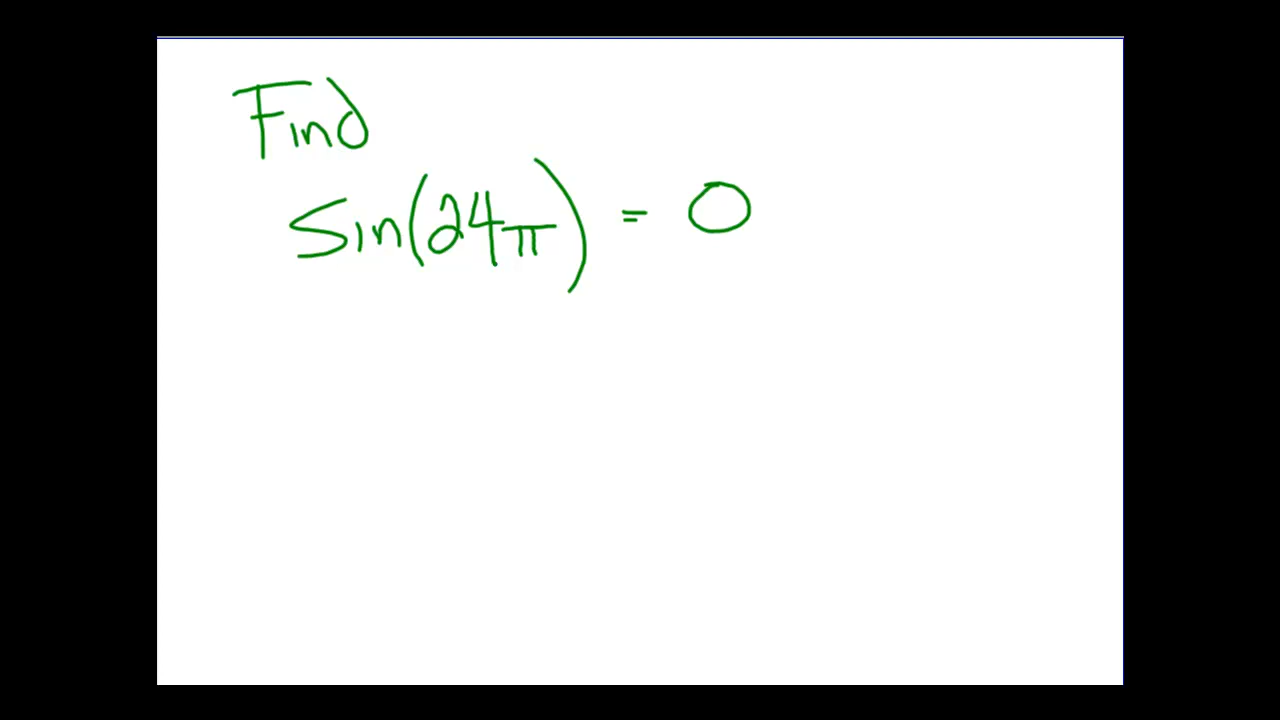 Find
Sin(24π) = 0